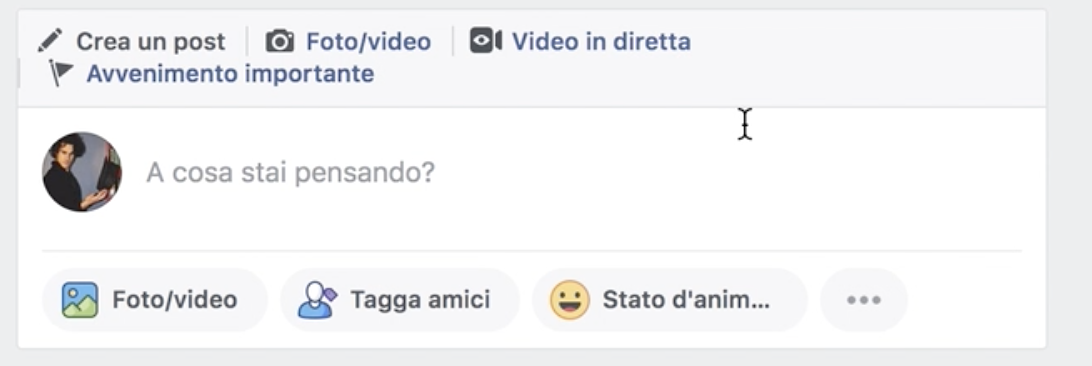 Crea un post Foto/video Video in diretta
Avvenimento importante
A cosa stai pensando?
Foto/video Tagga amici Stato d'anim...